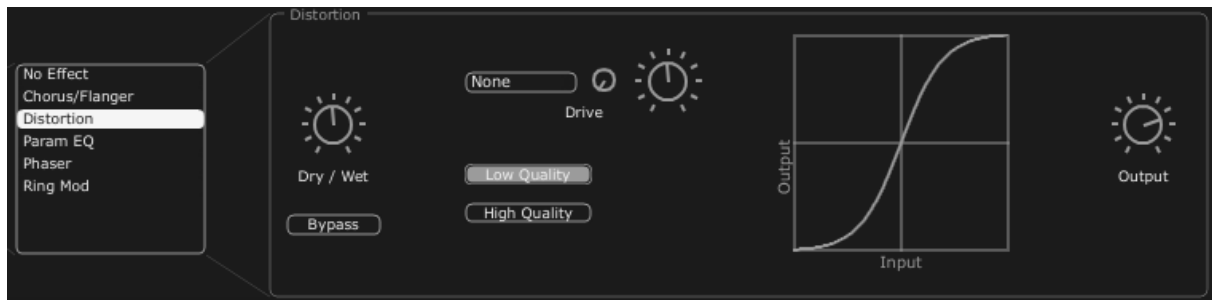 Distortion
No Effect
Chorus/Flanger
Distortion
Param EQ
Phaser
Ring Mod
Dry / Wet
Bypass
None
Drive
Low Quality
High Quality
Output
Input
Output